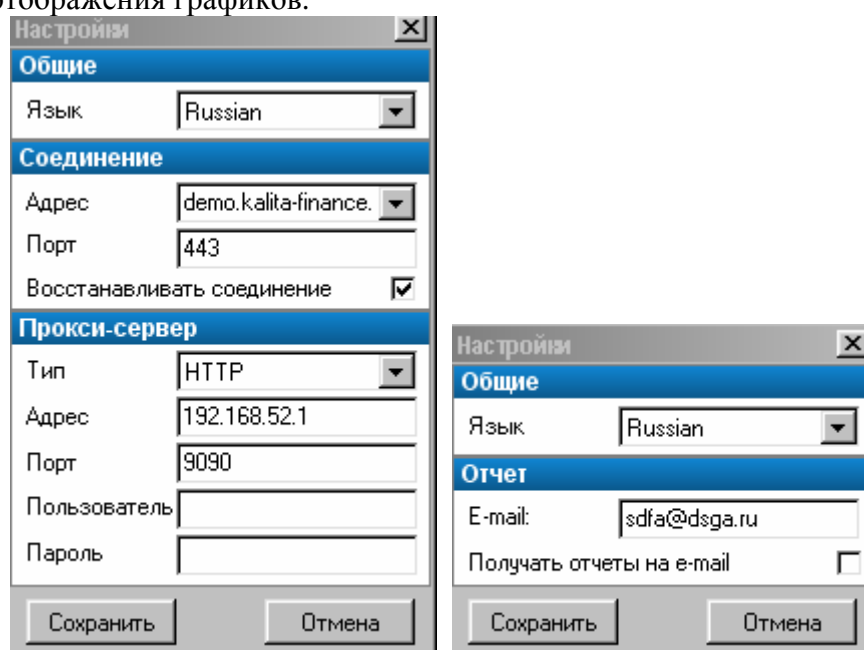 отображения графиков.
Настройки
Общие
Язык Russian
Соединение
Адрес demo.kalita-finance.
Порт 443
Восстанавливать соединение
Прокси-сервер
Тип HTTP
Адрес 192.168.52.1
Порт 9090
Пользователь
Пароль
Сохранить Отмена
Настройки
Общие
Язык Russian
Отчет
E-mail: sdfa@dsga.ru
Получать отчеты на e-mail
Сохранить Отмена